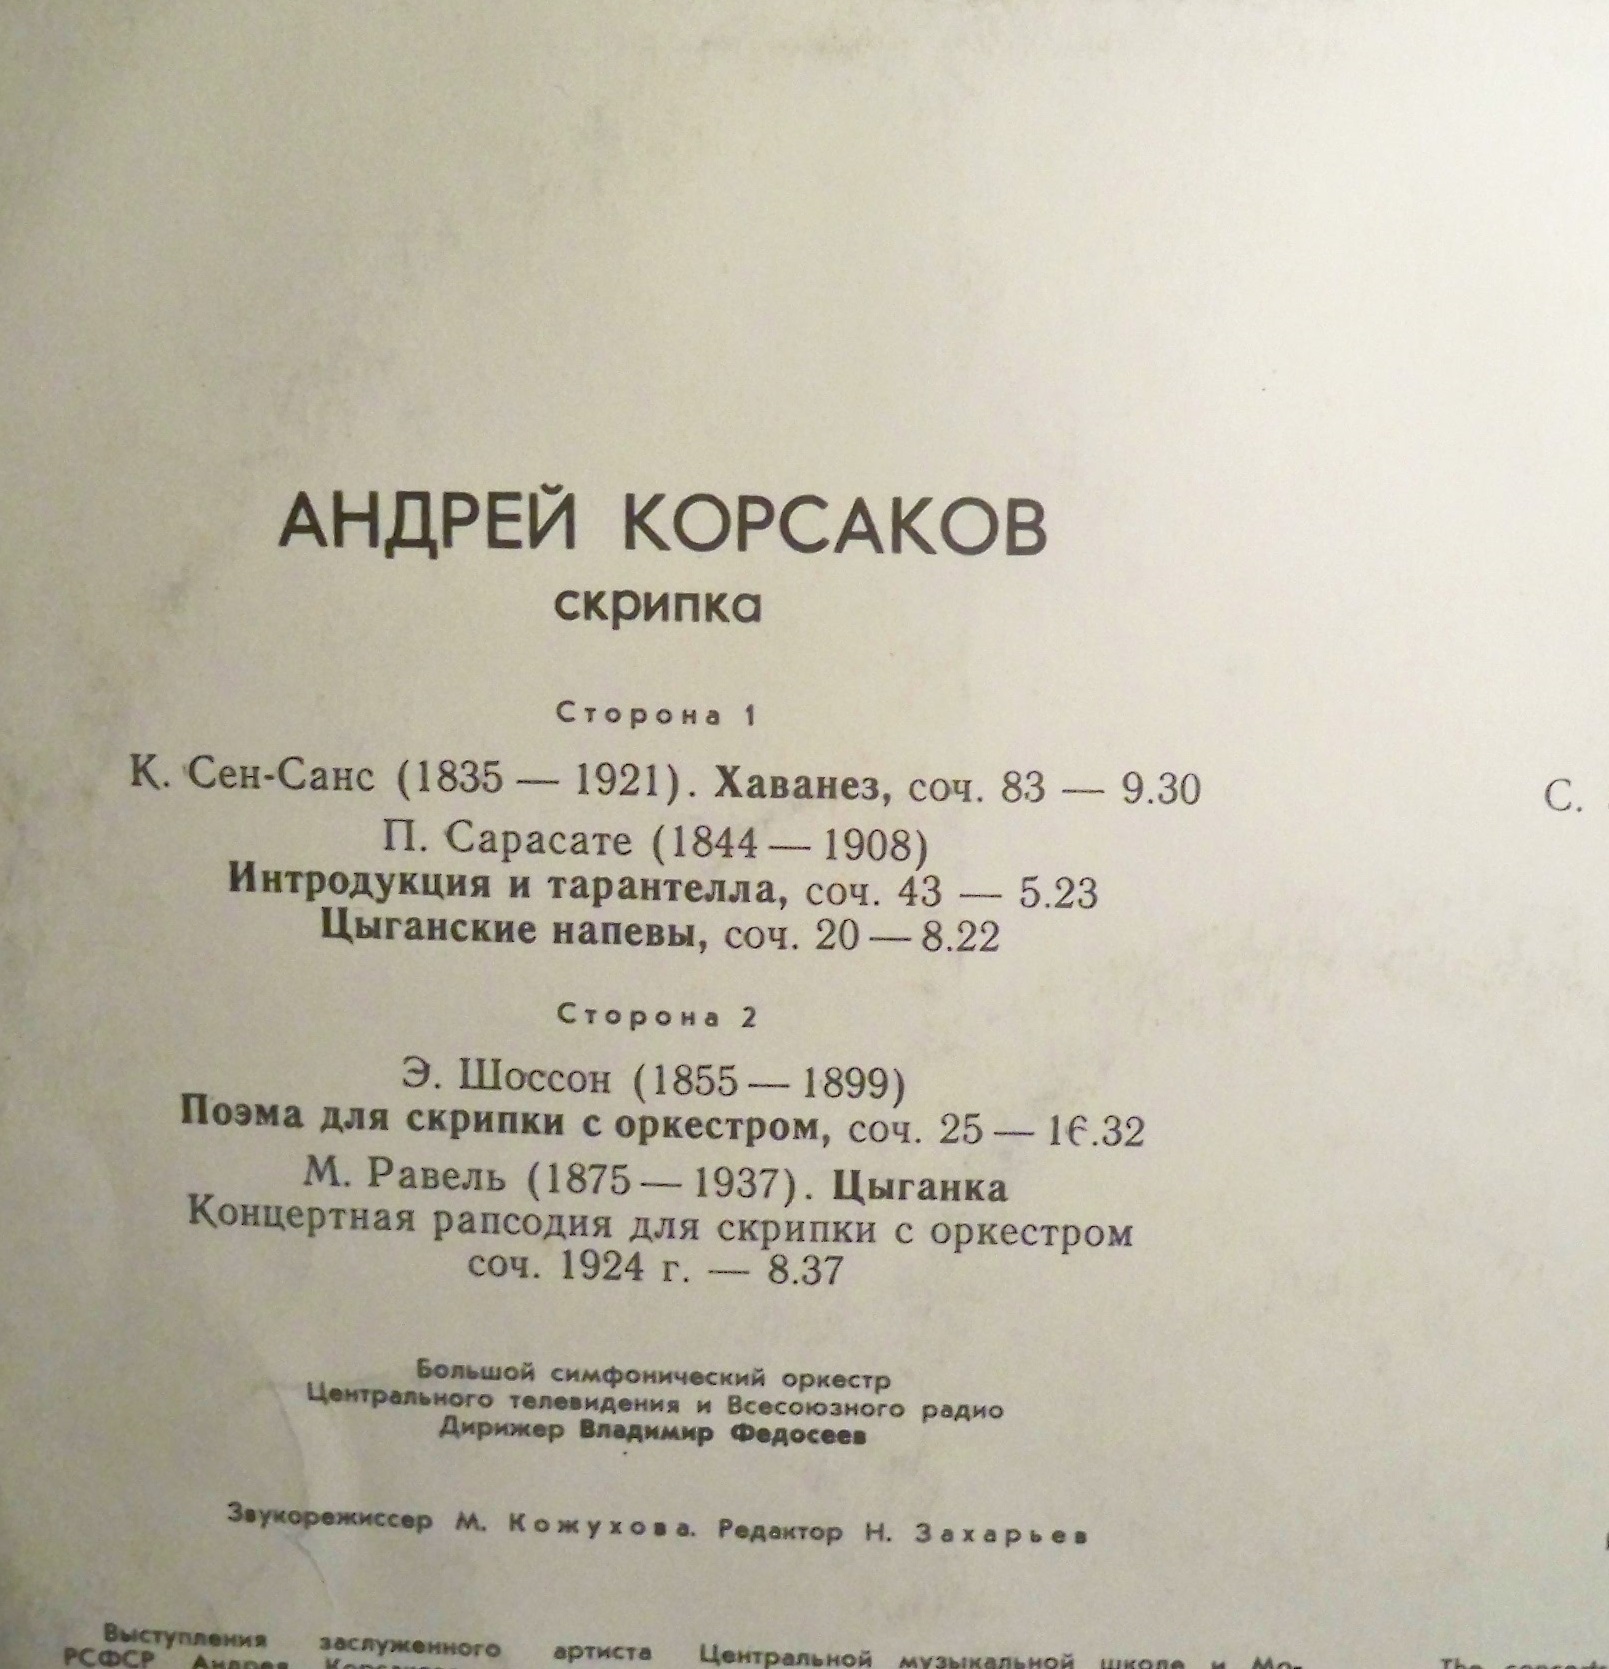 АНДРЕЙ КОРСАКОВ
скрипка
Сторона 1
К. Сен-Санс (1835 — 1921). Хаванез, соч. 83 — 9.30
П. Сарасате (1844 — 1908)
Интродукция и тарантелла, соч. 43 — 5.23
Цыганские напевы, соч. 20 — 8.22
Сторона 2
Э. Шоссон (1855 — 1899)
Поэма для скрипки с оркестром, соч. 25 — 16.32
М. Равель (1875 — 1937). Цыганка
Концертная рапсодия для скрипки с оркестром
соч. 1924 г. — 8.37
Большой симфонический оркестр
Центрального телевидения и Всесоюзного радио
Дирижер Владимир Федосеев
Звукорежиссер М. Кожухова. Редактор Н. Захарьев
Выступления заслуженного артиста
РСФСР Андрея
Центральной музыкальной школе и Мо-
С.
The